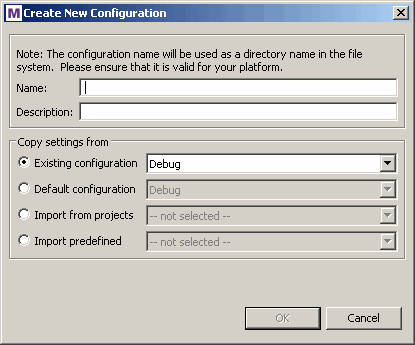 M Create New Configuration
Note: The configuration name will be used as a directory name in the file
system.  Please ensure that it is valid for your platform.
Name:
Description:
Copy settings from
Existing configuration Debug
Default configuration Debug
Import from projects -- not selected --
Import predefined -- not selected --
OK Cancel